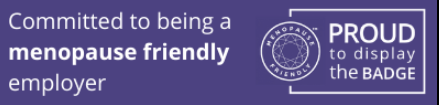 Committed to being a
menopause friendly
employer
MENOPAUSE
FRIENDLY
PROUD
to display
the BADGE